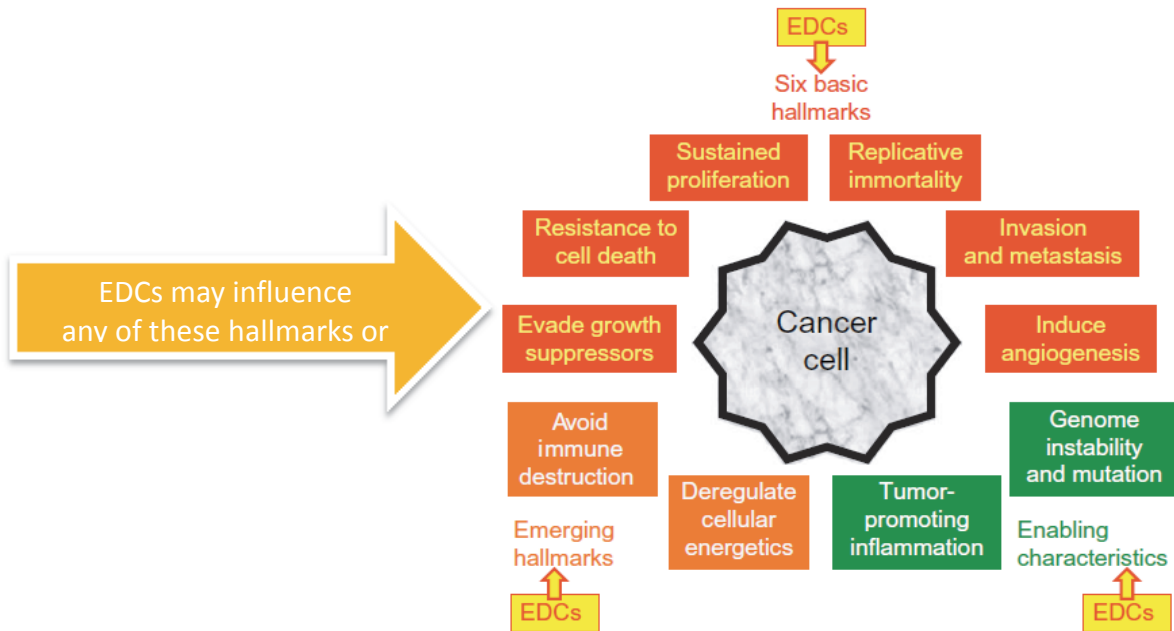 EDCs
Six basic
hallmarks
Sustained
proliferation
Replicative
immortality
Resistance to
cell death
Invasion
and metastasis
EDCs may influence
any of these hallmarks or
Evade growth
suppressors
Cancer
cell
Induce
angiogenesis
Avoid
immune
destruction
Genome
instability
and mutation
Deregulate
cellular
energetics
Tumor-
promoting
inflammation
Emerging
hallmarks
Enabling
characteristics
EDCs
EDCs